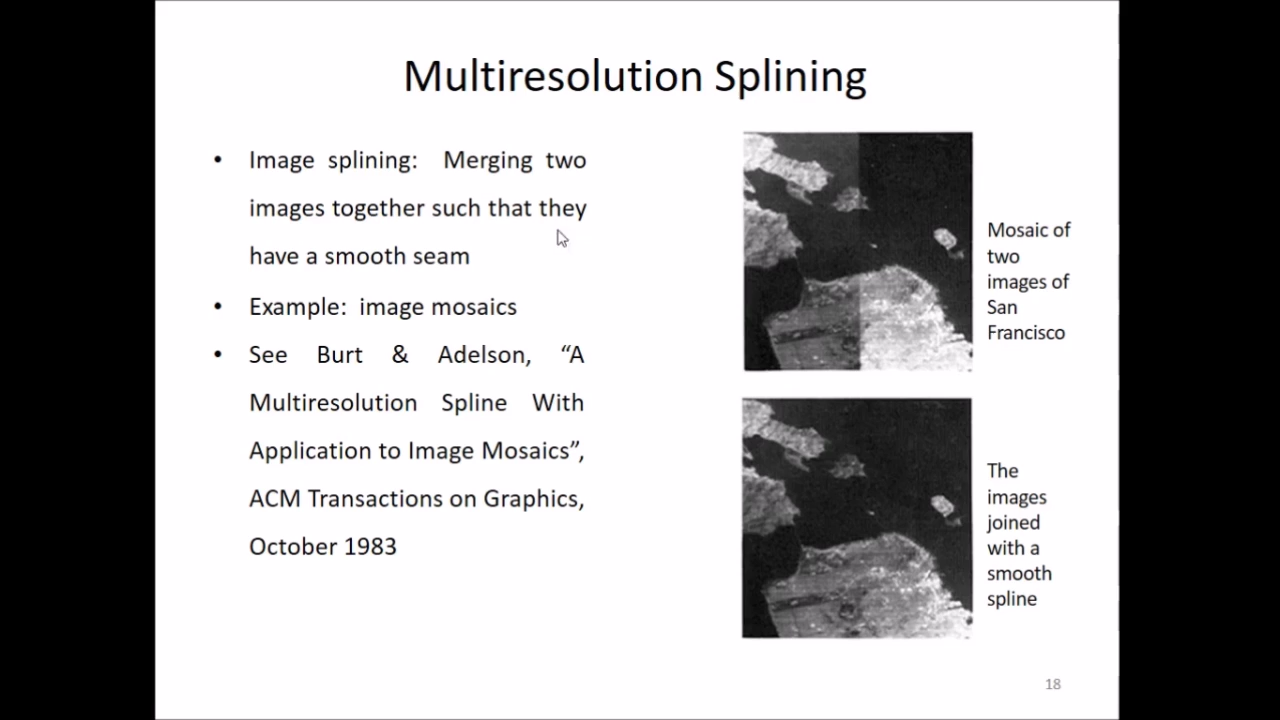 Multiresolution Splining
• Image splining: Merging two
images together such that they
have a smooth seam
• Example: image mosaics
• See Burt & Adelson, “A
Multiresolution Spline With
Application to Image Mosaics”,
ACM Transactions on Graphics,
October 1983
Mosaic of
two
images of
San
Francisco
The
images
joined
with a
smooth
spline
18